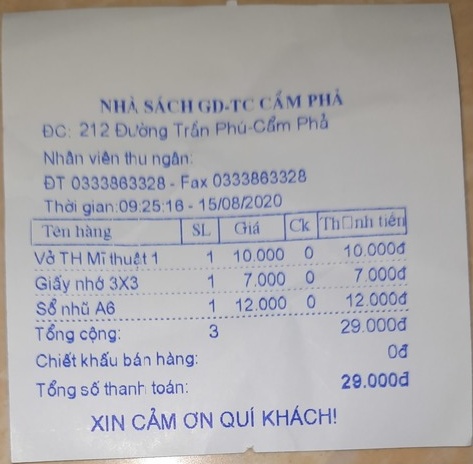 NHÀ SÁCH GD-TC CẨM PHẢ
ĐC: 212 Đường Trần Phú-Cẩm Phả
Nhân viên thu ngân:
ĐT 0333863328 - Fax 0333863328
Thời gian:09:25:16 - 15/08/2020
Tên hàng SL Giá Ck Th□nh tiền
Vở TH Mĩ thuật 1 1 10.000 0 10.000đ
Giấy nhớ 3X3 1 7.000 0 7.000đ
Sổ nhũ A6 1 12.000 0 12.000đ
Tổng cộng: 3 29.000đ
Chiết khấu bán hàng: 0đ
Tổng số thanh toán: 29.000đ
XIN CẢM ƠN QUÍ KHÁCH!